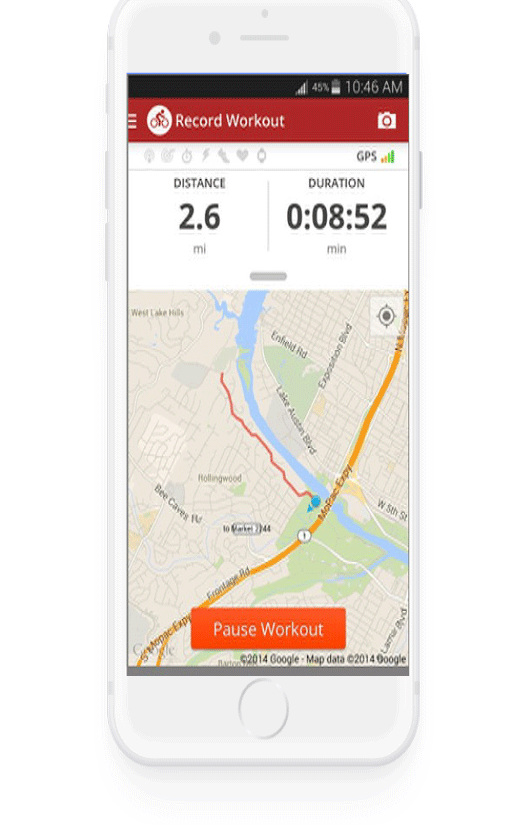 45% 10:46 AM
Record Workout
GPS
DISTANCE DURATION
2.6 0:08:52
mi min
West Lake Hills
Enfield Rd
Exposition Blvd
Lake Austin Blvd
Hollingwood
Bee Caves Rd
MoPac Expy
W 5th St
to Market 2244
1
Frontage Rd
S Mopac Expy
Lamar Blvd
Pause Workout
Google
©2014 Google - Map data ©2014 Google